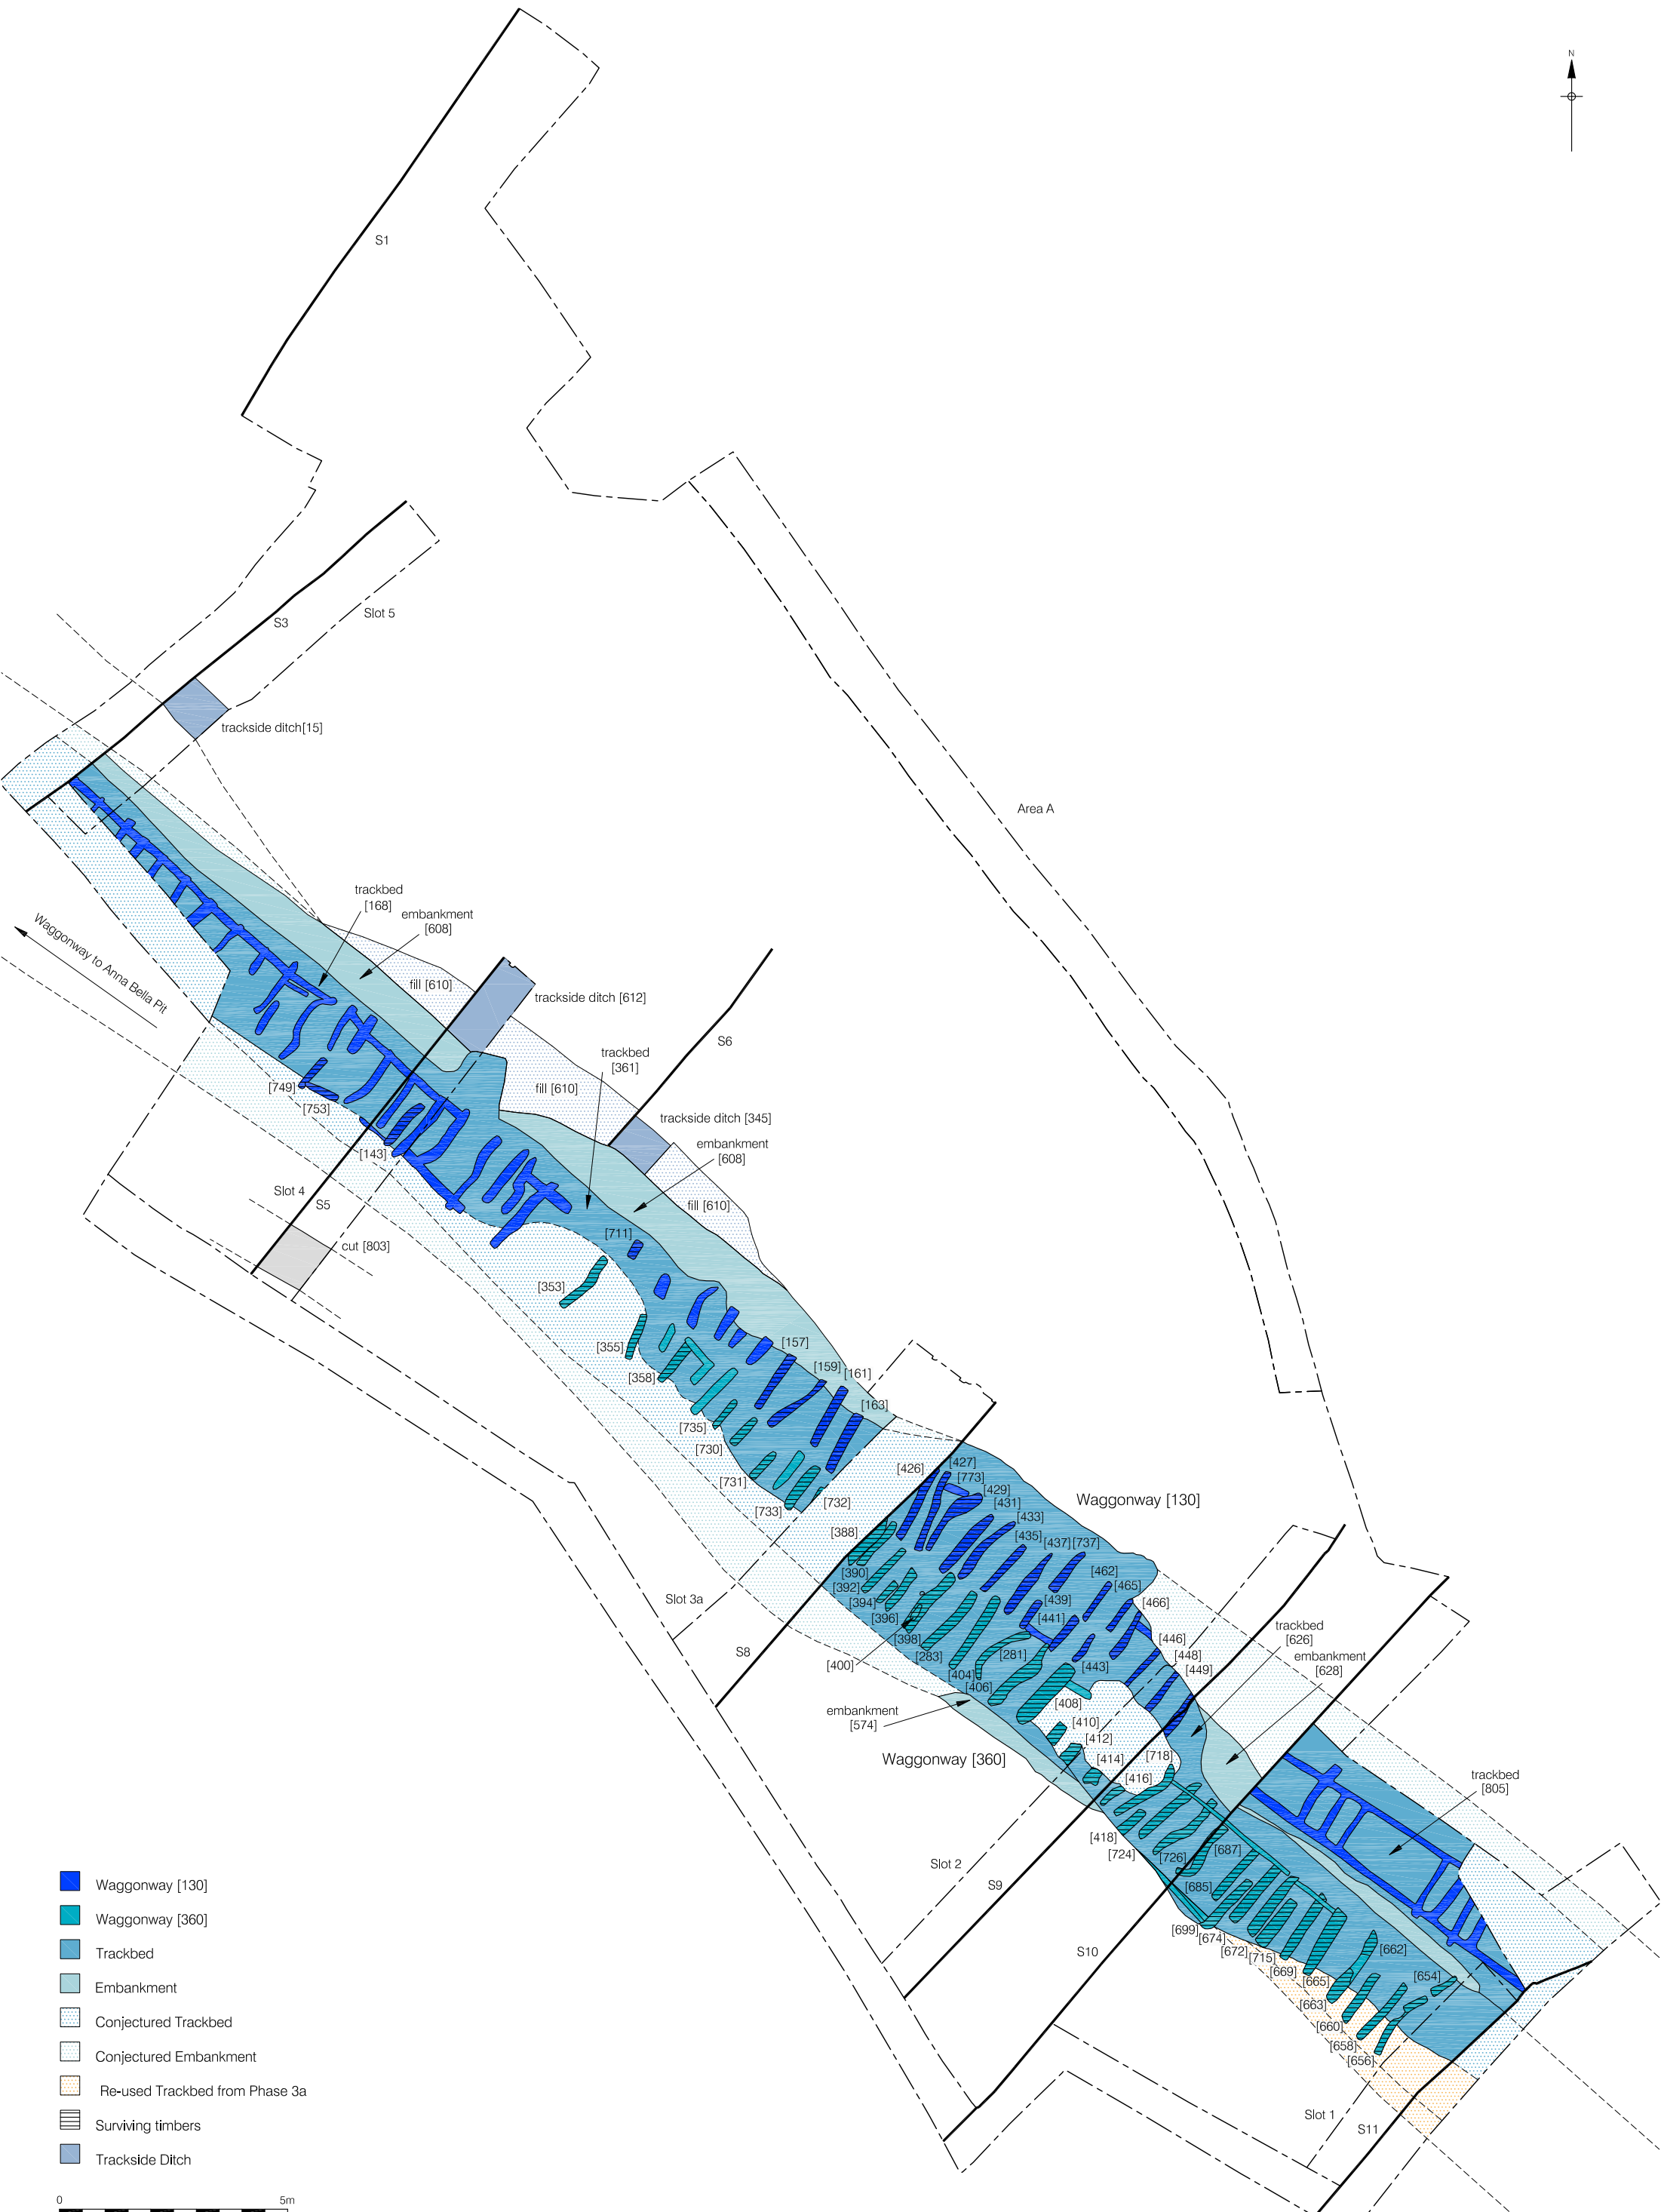 N
S1
S3
Slot 5
trackside ditch[15]
Area A
trackbed
[168]
embankment
[608]
Waggonway to Anna Bella Pit
fill [610]
trackside ditch [612]
S6
trackbed
[361]
fill [610]
[749]
[753]
trackside ditch [345]
embankment
[608]
[143]
Slot 4
S5
fill [610]
cut [803]
[711]
[353]
[157]
[355]
[159]
[161]
[358]
[163]
[735]
[730]
[426]
[427]
[731]
[773]
[429]
[732]
[733]
[431]
Waggonway [130]
[433]
[388]
[435]
[437]
[737]
[390]
[462]
[392]
[465]
[394]
[439]
[466]
Slot 3a
[396]
[441]
trackbed
[626]
[398]
[446]
S8
[283]
[281]
[448]
embankment
[628]
[400]
[443]
[449]
[404]
[406]
[408]
embankment
[574]
[410]
[412]
Waggonway [360]
[414]
[718]
[416]
trackbed
[805]
[418]
[724]
[726]
[687]
Slot 2
S9
[685]
[699]
[674]
[672]
[662]
S10
[715]
[669]
[665]
[654]
[663]
[660]
[658]
[656]
Slot 1
S11
Waggonway [130]
Waggonway [360]
Trackbed
Embankment
Conjectured Trackbed
Conjectured Embankment
Re-used Trackbed from Phase 3a
Surviving timbers
Trackside Ditch
0 5m